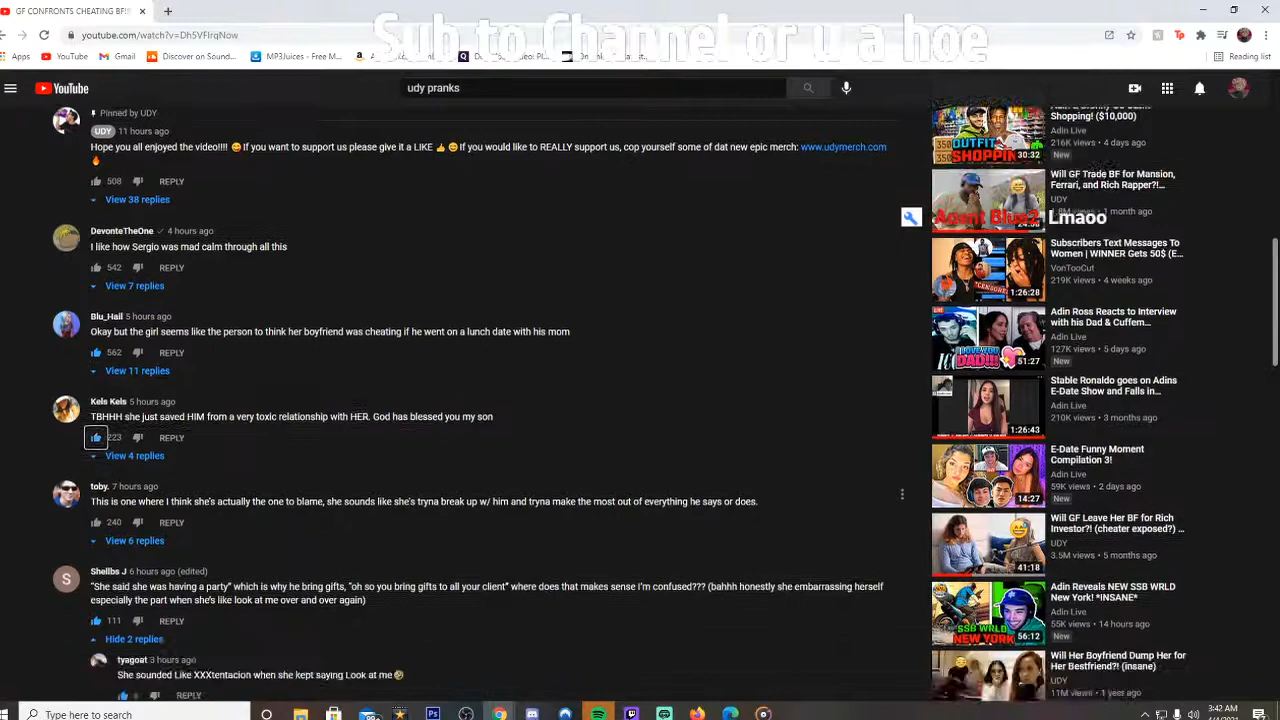 GF CONFRONTS CHEATING BF!
youtube.com/watch?v=Dh5VFlrqNow
Sub to Chaine or u a hoe
Apps
YouTube
Gmail
Discover on Sound...
MP3Juices - Free M...
Reading list
YouTube
udy pranks
Pinned by UDY
UDY 11 hours ago
Hope you all enjoyed the video!!!! 😄 If you want to support us please give it a LIKE 👍😄 If you would to REALLY support us, cop yourself some of dat new epic merch: www.udymerch.com
🔥
508 REPLY
View 38 replies
DevonteTheOne 4 hours ago
I like how Sergio was mad calm through all this
542 REPLY
View 7 replies
Blu_Hail 5 hours ago
Okay but the girl seems like the person to think her boyfriend was cheating if he went on a lunch date with his mom
562 REPLY
View 11 replies
Kels Kels 5 hours ago
TBHHH she just saved HIM from a very toxic relationship with HER. God has blessed you my son
223 REPLY
View 4 replies
toby. 7 hours ago
This is one where I think she's actually the one to blame, she sounds like she's tryna break up w/ him and tryna make the most out of everything he says or does.
240 REPLY
View 6 replies
S
Shellbs J 6 hours ago (edited)
“She said she was having a party” which is why he bought gifts... “oh so you bring gifts to all your client” where does that makes sense i'm confused??? (bahhh honestly she embarrassing herself
especially the part when she's like look at me over and over again)
111 REPLY
Hide 2 replies
tyagoat 3 hours ago
She sounded Like XXXtentacion when she kept saying Look at me
8 REPLY
Shopping! ($10,000)
Adin Live
216K views • 4 days ago
New
OUTFIT
SHOPPIN
30:32
Will GF Trade BF for Mansion,
Ferrari, and Rich Rapper?!...
UDY
1 month ago
Agent Blue2 Lmaoo
Subscribers Text Messages To
Women | WINNER Gets 50$ (E...
VonTooCut
219K views • 4 weeks ago
CENSORED
1:26:28
Adin Ross Reacts to Interview
with his Dad & Cuffem...
Adin Live
127K views • 5 days ago
New
LIVE
I LOVE YOU
DAD!!!
51:27
Stable Ronaldo goes on Adins
E-Date Show and Falls in...
Adin Live
210K views • 3 months ago
1:26:43
E-Date Funny Moment
Compilation 3!
Adin Live
59K views • 2 days ago
New
14:27
Will GF Leave Her BF for Rich
Investor?! (cheater exposed?) ...
UDY
3.5M views • 5 months ago
41:18
Adin Reveals NEW SSB WRLD
New York! *INSANE*
Adin Live
55K views • 14 hours ago
New
SSB WRLD
NEW YORK
56:12
Will Her Boyfriend Dump Her for
Her Bestfriend?! (insane)
UDY
11M views • 1 year ago
Type here to search
3:42 AM